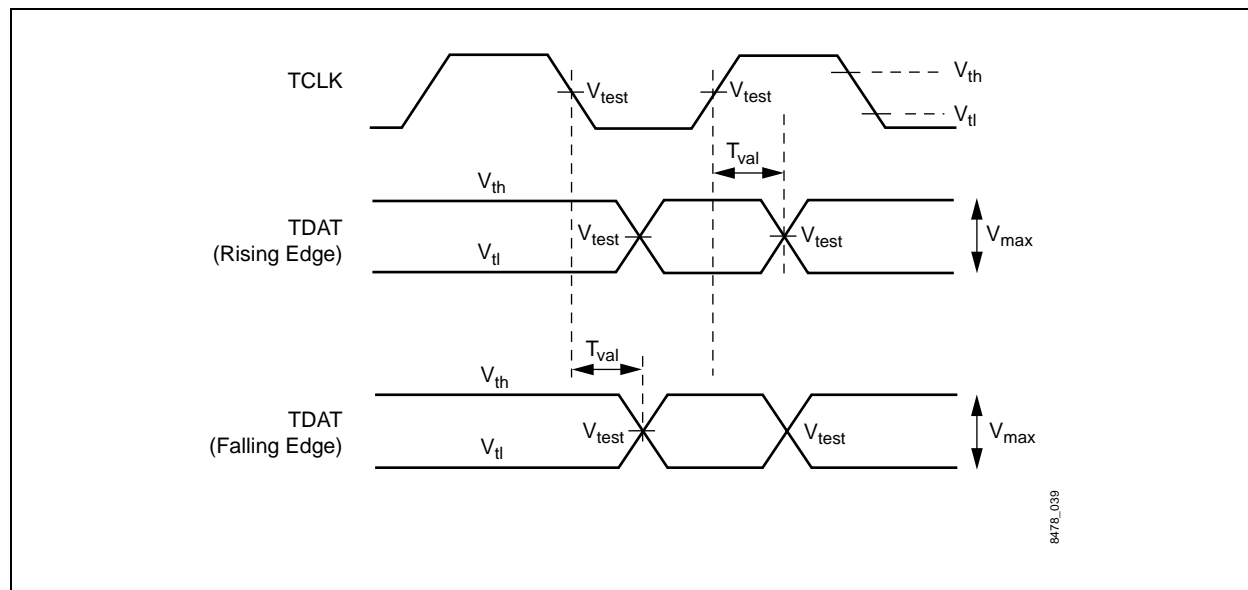 TCLK
Vtest
Vtest
Vth
Vtl
Tval
Vth
TDAT
(Rising Edge)
Vtest
Vtest
Vmax
Vtl
Tval
Vth
TDAT
(Falling Edge)
Vtest
Vtest
Vmax
Vtl
8478_039